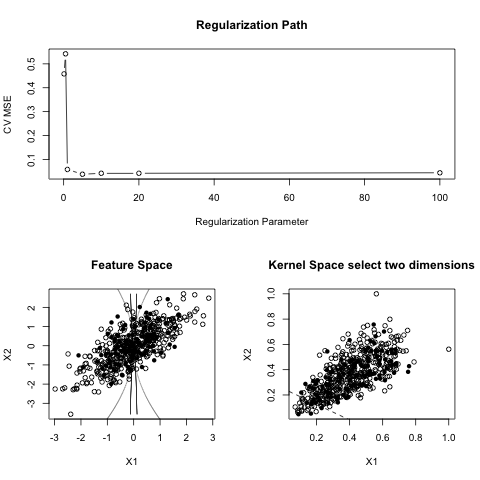 Regularization Path
CV MSE
0.1 0.2 0.3 0.4 0.5
0 20 40 60 80 100
Regularization Parameter
Feature Space
X2
-3 -2 -1 0 1 2
-3 -2 -1 0 1 2 3
X1
Kernel Space select two dimensions
X2
0.2 0.4 0.6 0.8 1.0
0.2 0.4 0.6 0.8 1.0
X1